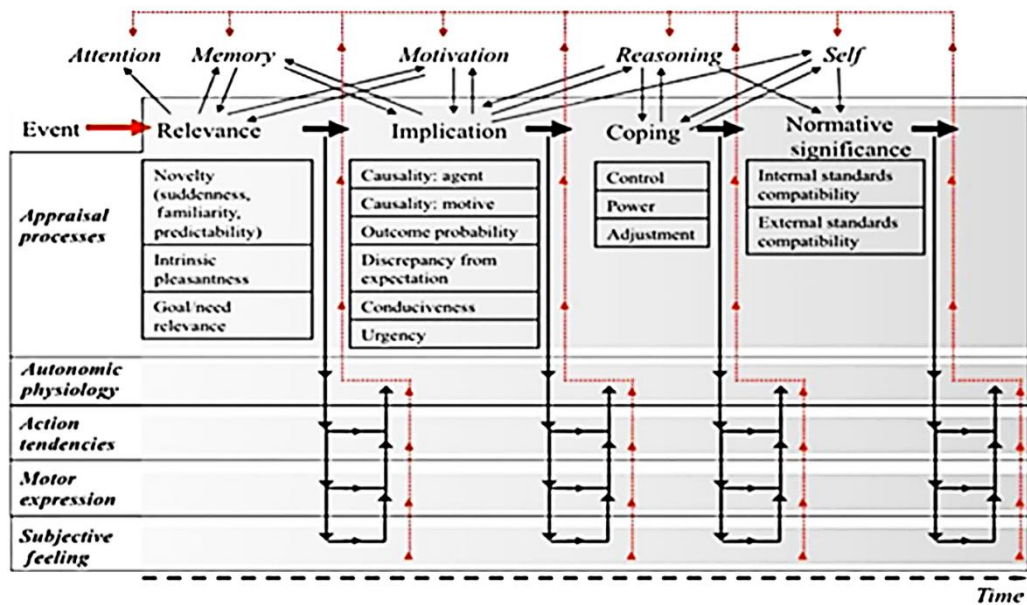 Attention Memory Motivation Reasoning Self
Event Relevance Implication Coping Normative
significance
Appraisal
processes
Novelty
(suddenness,
familiarity,
predictability)
Intrinsic
pleasantness
Goal/need
relevance
Causality: agent
Causality: motive
Outcome probability
Discrepancy from
expectation
Conduciveness
Urgency
Control
Power
Adjustment
Internal standards
compatibility
External standards
compatibility
Autonomic
physiology
Action
tendencies
Motor
expression
Subjective
feeling
Time